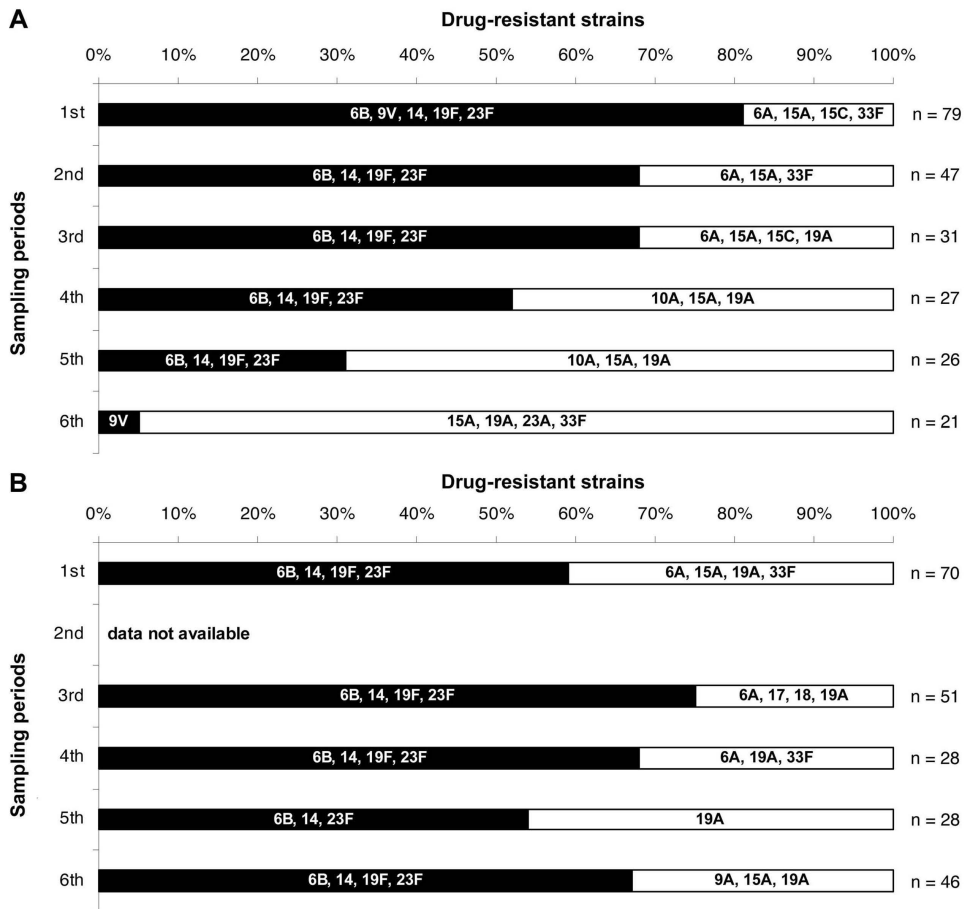 A
Drug-resistant strains
0% 10% 20% 30% 40% 50% 60% 70% 80% 90% 100%
Sampling periods
1st 6B, 9V, 14, 19F, 23F 6A, 15A, 15C, 33F n = 79
2nd 6B, 14, 19F, 23F 6A, 15A, 33F n = 47
3rd 6B, 14, 19F, 23F 6A, 15A, 15C, 19A n = 31
4th 6B, 14, 19F, 23F 10A, 15A, 19A n = 27
5th 6B, 14, 19F, 23F 10A, 15A, 19A n = 26
6th 9V 15A, 19A, 23A, 33F n = 21
B
Drug-resistant strains
0% 10% 20% 30% 40% 50% 60% 70% 80% 90% 100%
Sampling periods
1st 6B, 14, 19F, 23F 6A, 15A, 19A, 33F n = 70
2nd data not available
3rd 6B, 14, 19F, 23F 6A, 17, 18, 19A n = 51
4th 6B, 14, 19F, 23F 6A, 19A, 33F n = 28
5th 6B, 14, 23F 19A n = 28
6th 6B, 14, 19F, 23F 9A, 15A, 19A n = 46